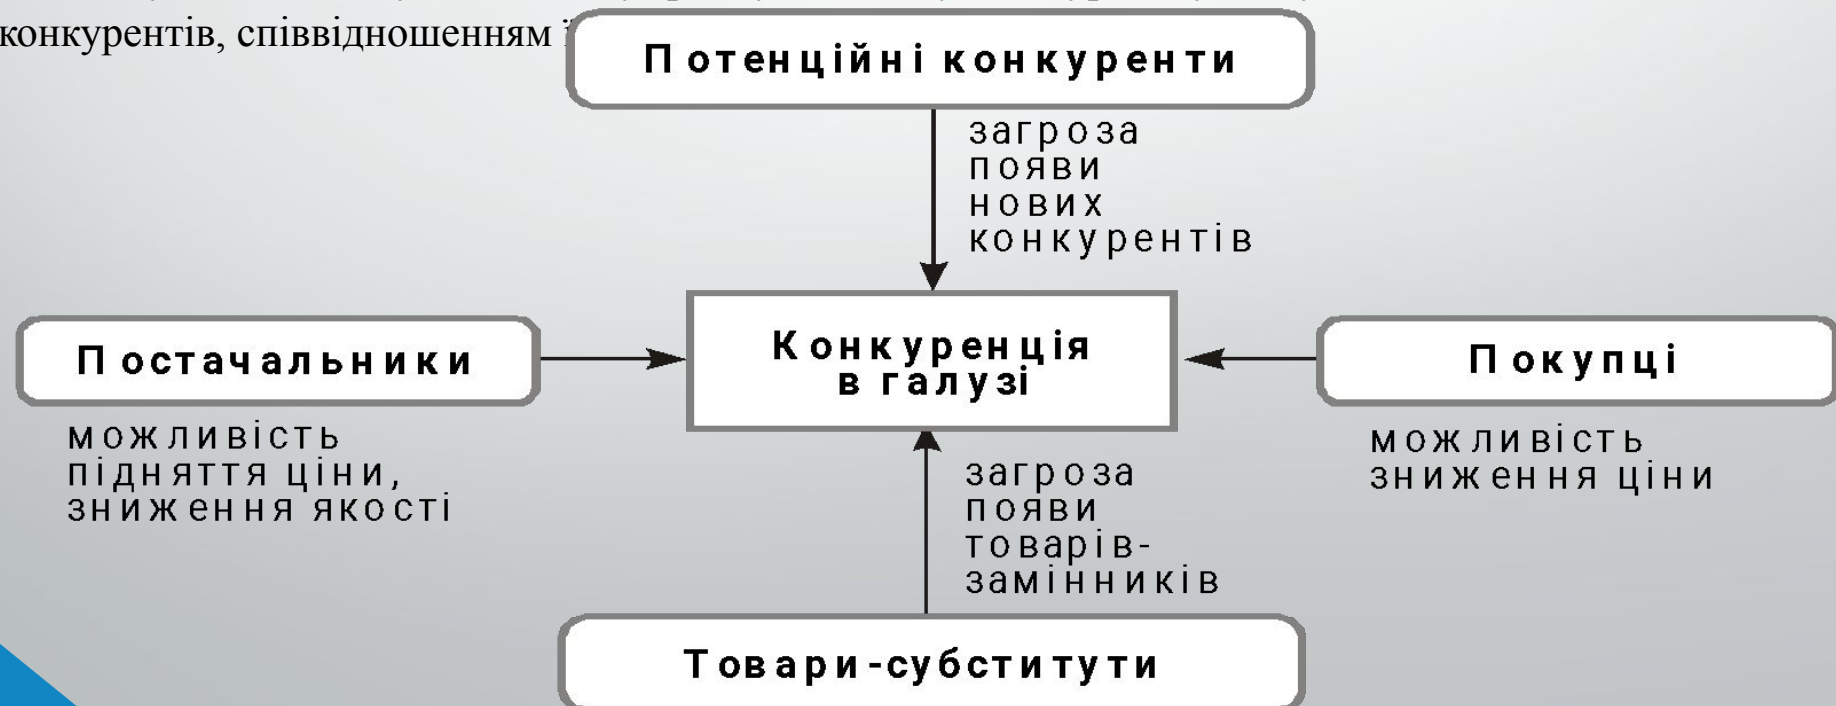 конкурентів, співвідношенням
Потенційні конкуренти
загроза
появи
нових
конкурентів
Постачальники
Конкуренція
в галузі
Покупці
можливість
підняття ціни,
зниження якості
можливість
зниження ціни
загроза
появи
товарів-
замінників
Товари-субститути